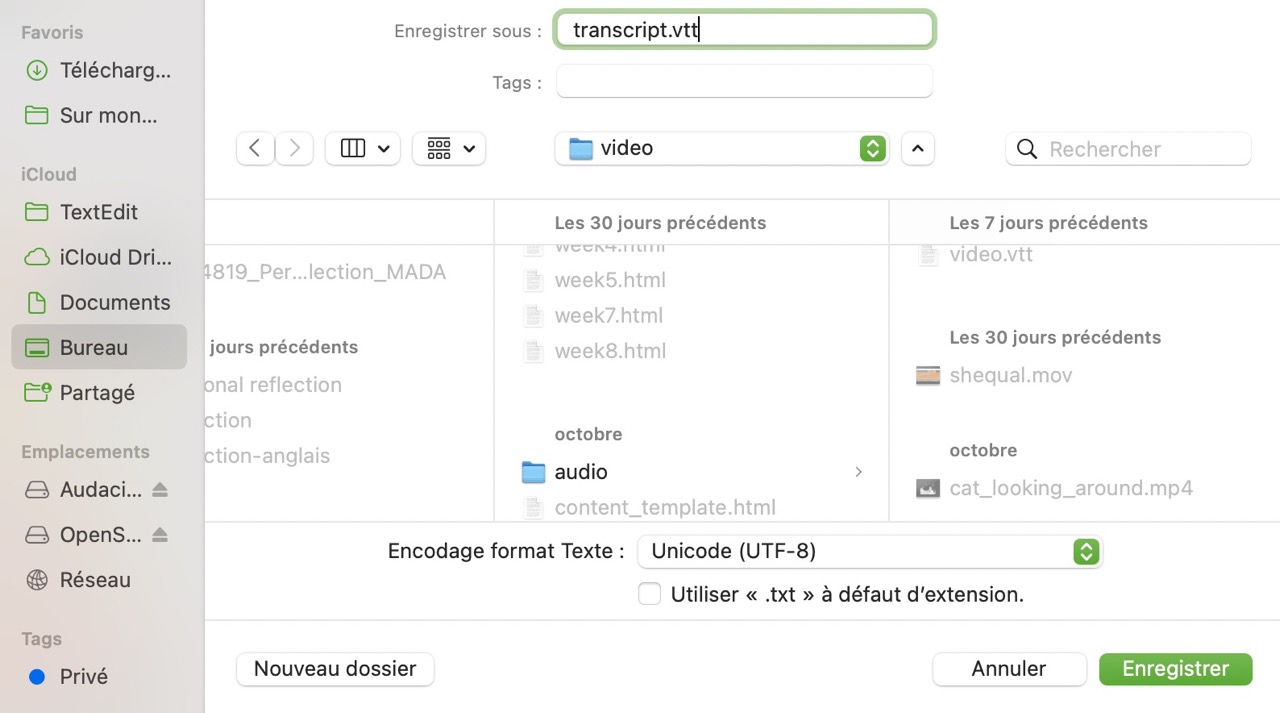 Favoris
Télécharg...
Sur mon...
iCloud
TextEdit
iCloud Dri...
Documents
Bureau
Partagé
Emplacements
Audaci...
OpenS...
Réseau
Tags
Privé
Enregistrer sous :
transcript.vtt
Tags :
video
Rechercher
4819_Per...lection_MADA
jours précédents
onal reflection
ction
ction-anglais
Les 30 jours précédents
week4.html
week5.html
week7.html
week8.html
octobre
audio
content_template.html
Les 7 jours précédents
video.vtt
Les 30 jours précédents
shequal.mov
octobre
cat_looking_around.mp4
Encodage format Texte :
Unicode (UTF-8)
Utiliser « .txt » à défaut d’extension.
Nouveau dossier
Annuler
Enregistrer